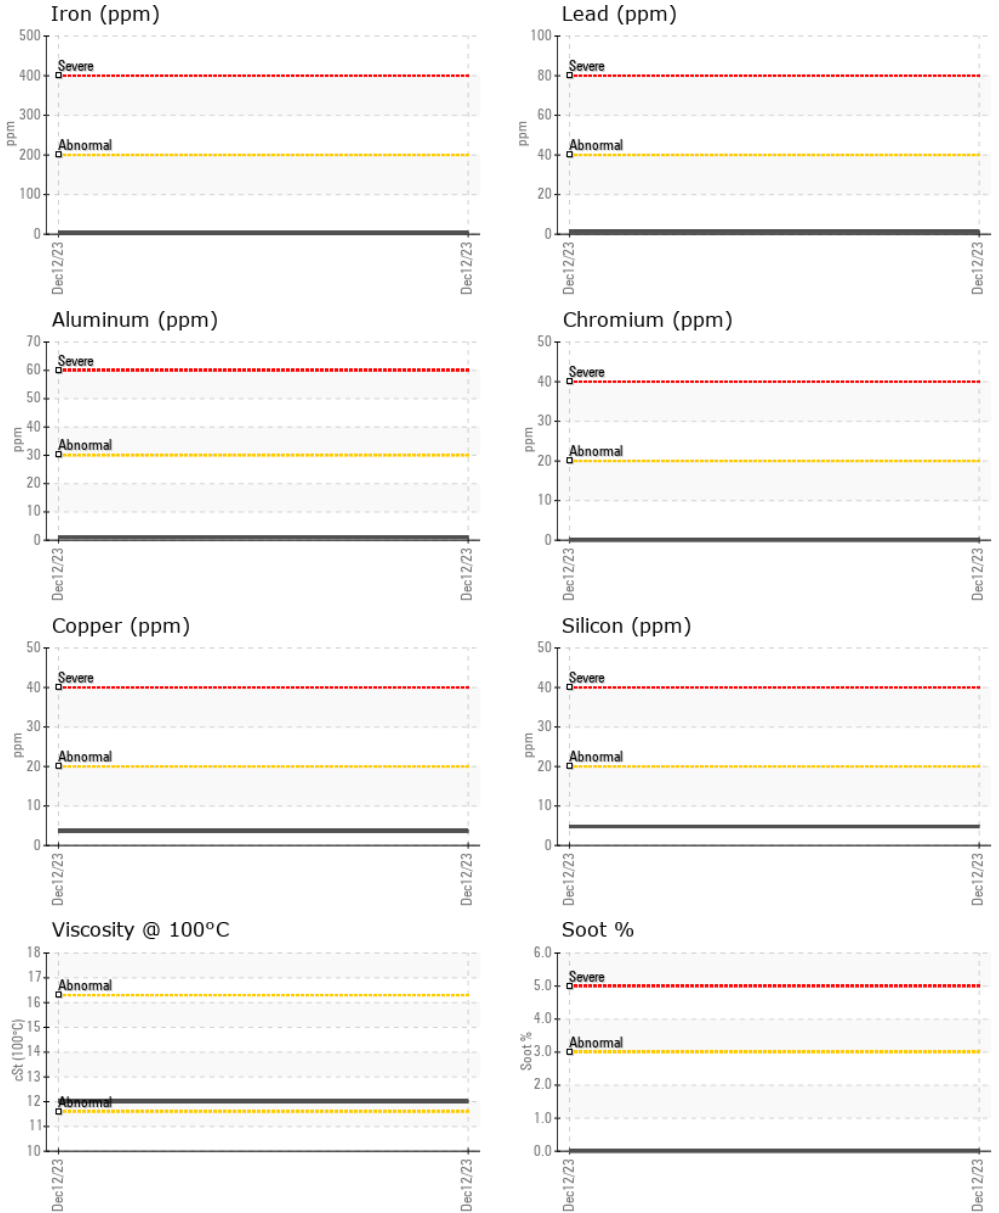 Iron (ppm)
500
400
300
200
100
0
ppm
Severe
Abnormal
Dec12/23
Dec12/23
Lead (ppm)
100
80
60
40
20
0
ppm
Severe
Abnormal
Dec12/23
Dec12/23
Aluminum (ppm)
70
60
50
40
30
20
10
0
ppm
Severe
Abnormal
Dec12/23
Dec12/23
Chromium (ppm)
50
40
30
20
10
0
ppm
Severe
Abnormal
Dec12/23
Dec12/23
Copper (ppm)
50
40
30
20
10
0
ppm
Severe
Abnormal
Dec12/23
Dec12/23
Silicon (ppm)
50
40
30
20
10
0
ppm
Severe
Abnormal
Dec12/23
Dec12/23
Viscosity @ 100°C
18
17
16
15
14
13
12
11
10
cSt (100°C)
Abnormal
Abnormal
Dec12/23
Dec12/23
Soot %
6.0
5.0
4.0
3.0
2.0
1.0
0.0
Soot %
Severe
Abnormal
Dec12/23
Dec12/23